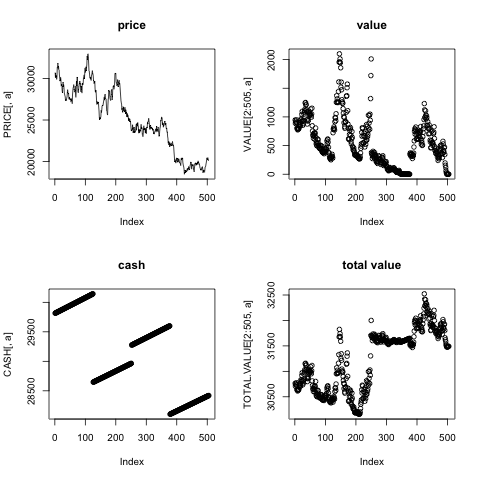 price
PRICE[, a]
20000 25000 30000
0 100 200 300 400 500
Index
value
VALUE[2:505, a]
0 500 1000 2000
0 100 200 300 400 500
Index
cash
CASH[, a]
28500 29500
0 100 200 300 400 500
Index
total value
TOTAL.VALUE[2:505, a]
30500 31500 32500
0 100 200 300 400 500
Index